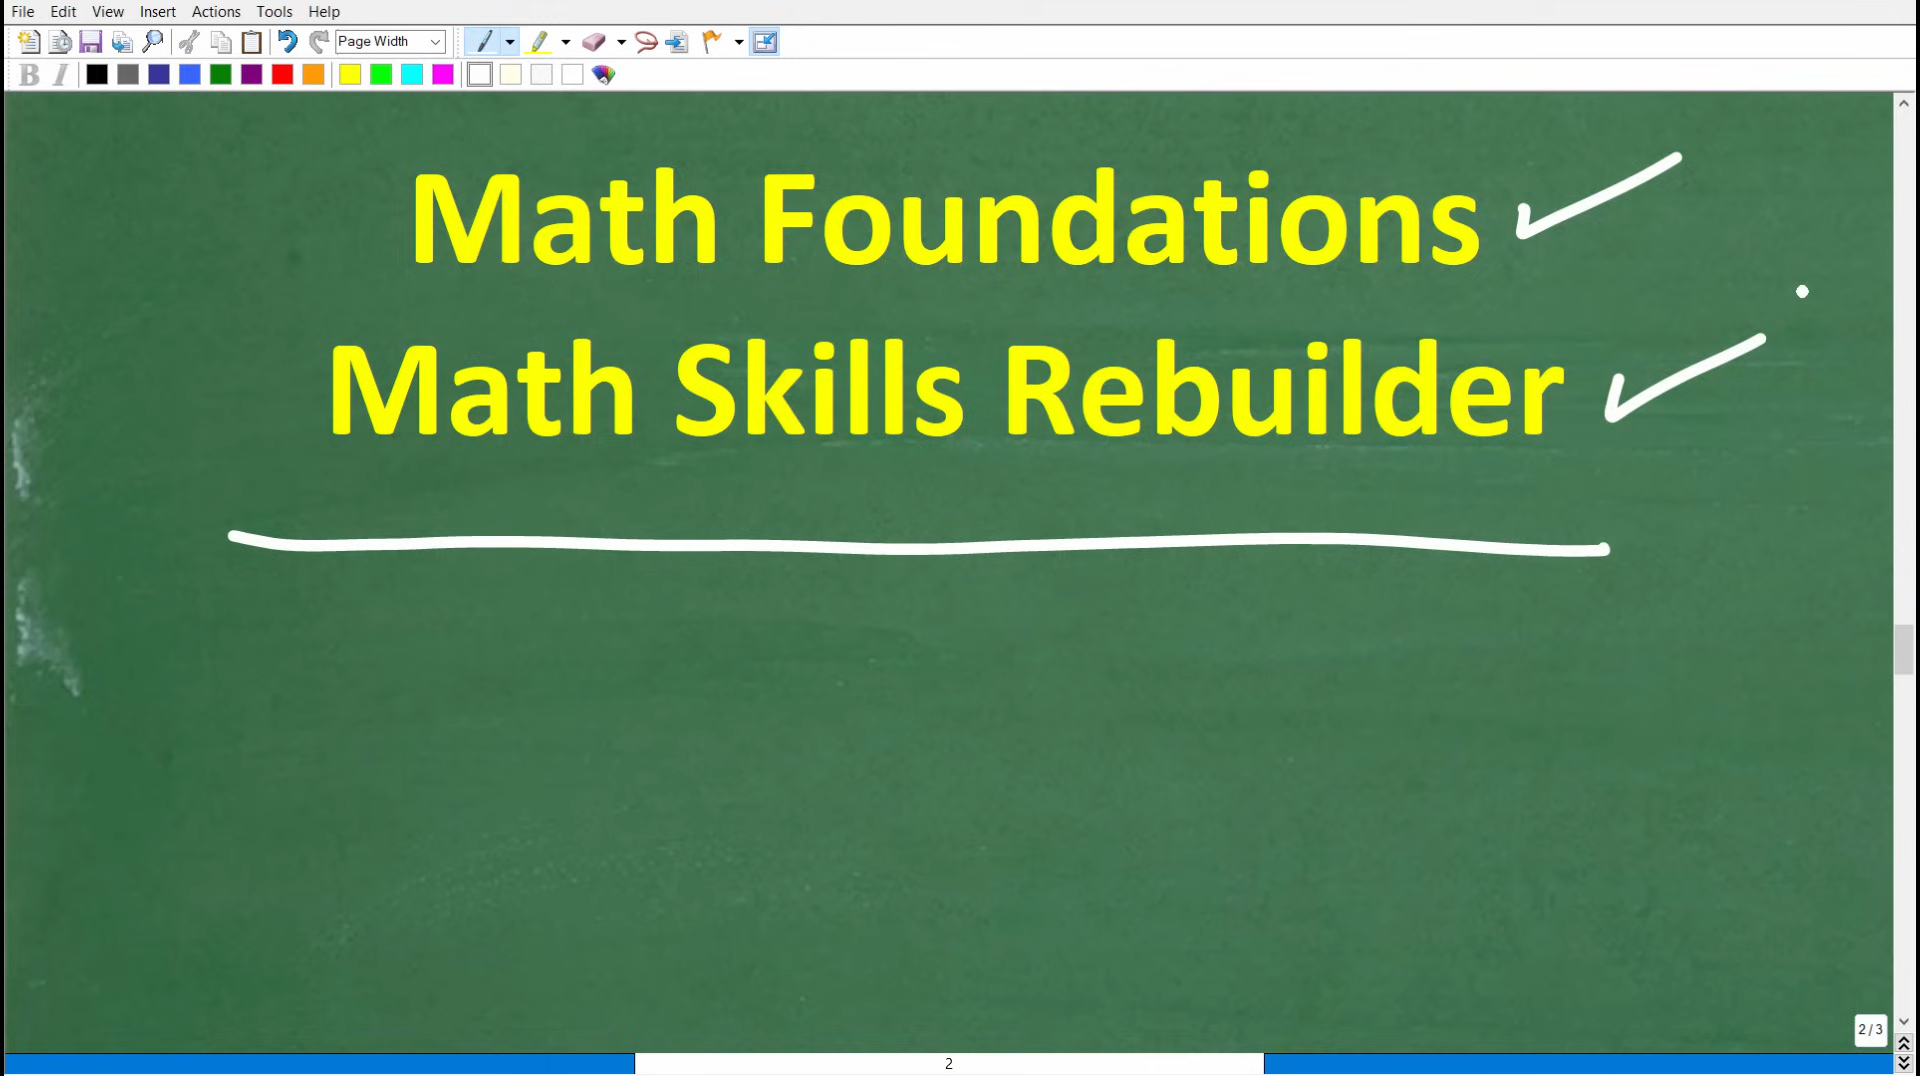 File Edit View Insert Actions Tools Help
Page Width
B I
Math Foundations
Math Skills Rebuilder
2 / 3
2